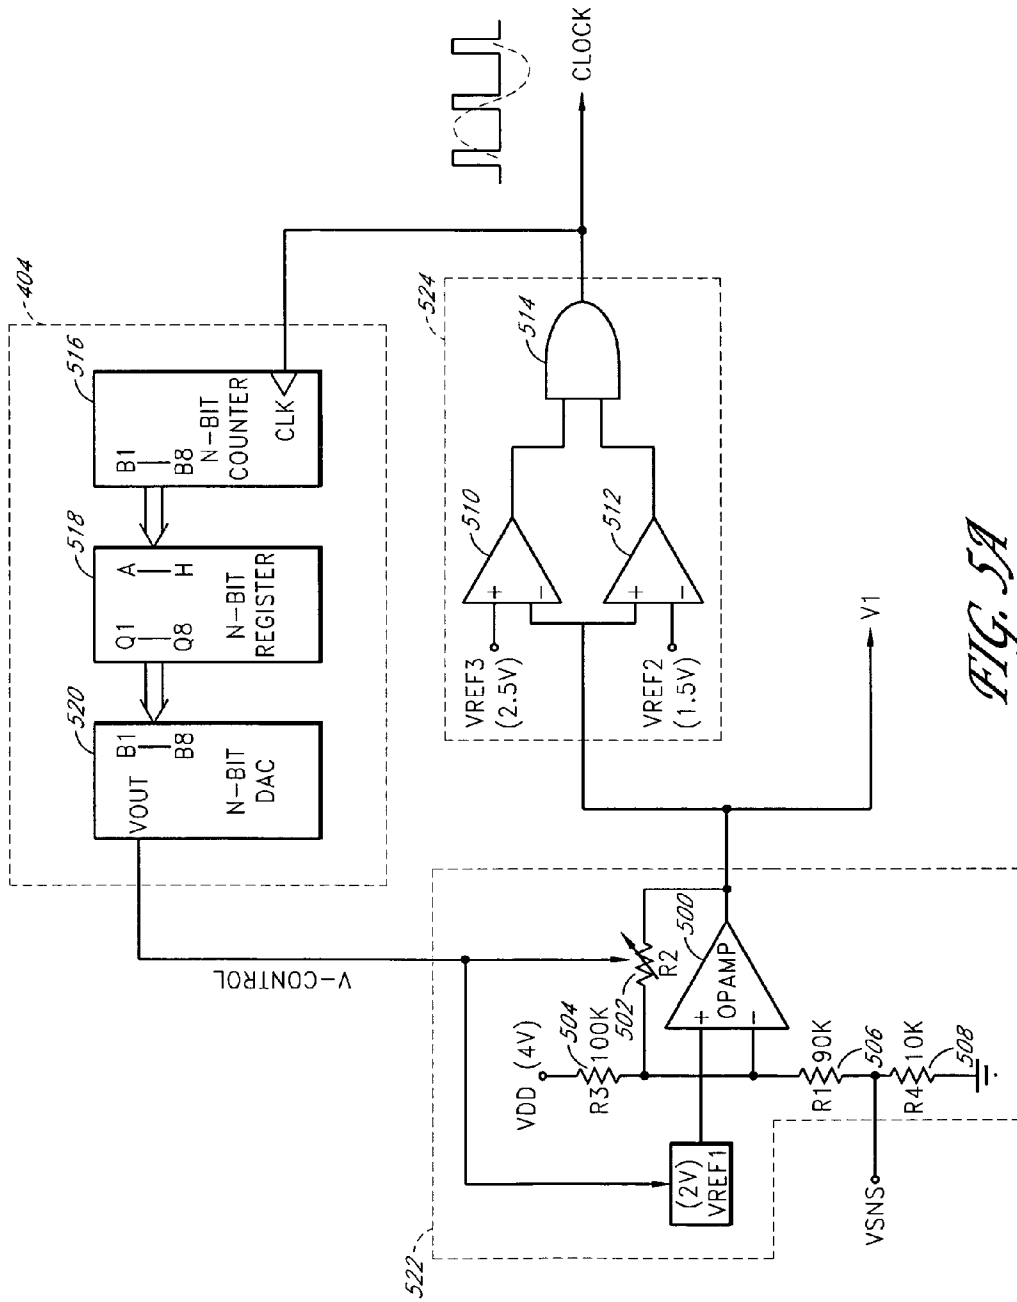 404
516
B1
B8
N-BIT
COUNTER
CLK
518
A
H
Q1
Q8
N-BIT
REGISTER
520
B1
B8
VOUT
N-BIT
DAC
V-CONTROL
CLOCK
524
514
510
+
−
512
+
−
VREF3
(2.5V)
VREF2
(1.5V)
V1
522
500
OPAMP
+
−
R2
502
VDD (4V)
504
R3
100K
R1
90K
506
R4
10K
508
(2V)
VREF1
VSNS
FIG. 5A